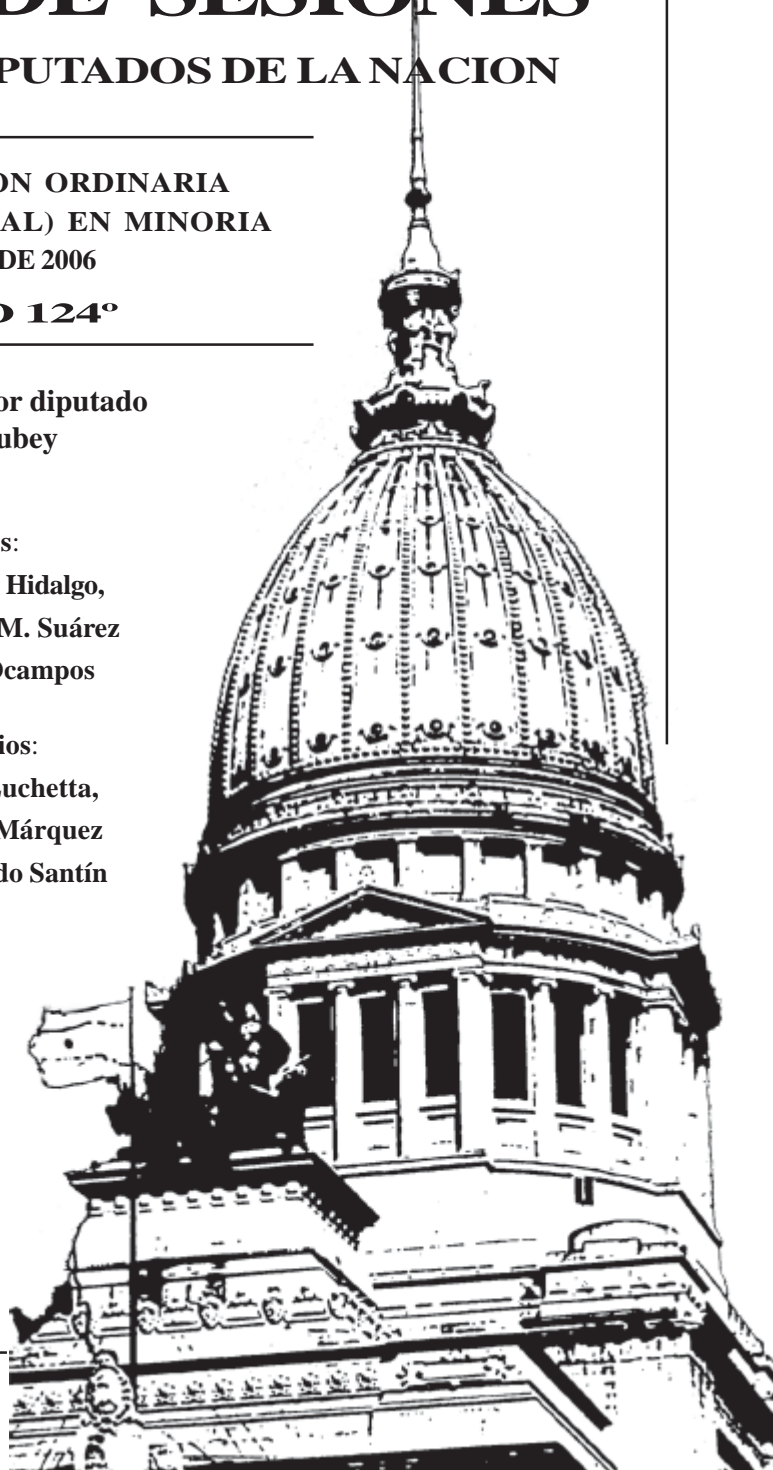 DE SESIONES
PUTADOS DE LA NACION
ON ORDINARIA
AL) EN MINORIA
DE 2006
O 124º
or diputado
ubey
s:
Hidalgo,
M. Suárez
Ocampos
ios:
Luchetta,
Márquez
do Santín